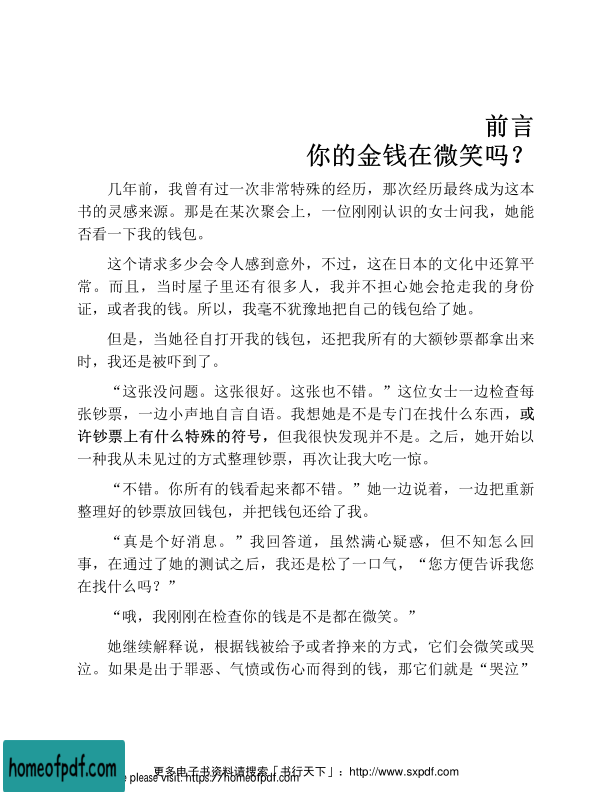 前言
你的金钱在微笑吗？
几年前，我曾有过一次非常特殊的经历，那次经历最终成为这本
书的灵感来源。那是在某次聚会上，一位刚刚认识的女士问我，她能
否看一下我的钱包。
这个请求多少会令人感到意外，不过，这在日本的文化中还算平
常。而且，当时屋子里还有很多人，我并不担心她会抢走我的身份
证，或者我的钱。所以，我毫不犹豫地把自己的钱包给了她。
但是，当她径自打开我的钱包，还把我所有的大额钞票都拿出来
时，我还是被吓到了。
“这张没问题。这张很好。这张也不错。”这位女士一边检查每
张钞票，一边小声地自言自语。我想她是不是专门在找什么东西，或
许钞票上有什么特殊的符号，但我很快发现并不是。之后，她开始以
一种我从未见过的方式整理钞票，再次让我大吃一惊。
“不错。你所有的钱看起来都不错。”她一边说着，一边把重新
整理好的钞票放回钱包，并把钱包还给了我。
“真是个好消息。”我回答道，虽然满心疑惑，但不知怎么回
事，在通过了她的测试之后，我还是松了一口气，“您方便告诉我您
在找什么吗？”
“哦，我刚刚在检查你的钱是不是都在微笑。”
她继续解释说，根据钱被给予或者挣来的方式，它们会微笑或哭
泣。如果是出于罪恶、气愤或伤心而得到的钱，那它们就是“哭泣”
更多电子书资料请搜索「书行天下」：http://www.sxpdf.com
homeofpdf.com
please visit: https://homeofpdf.com